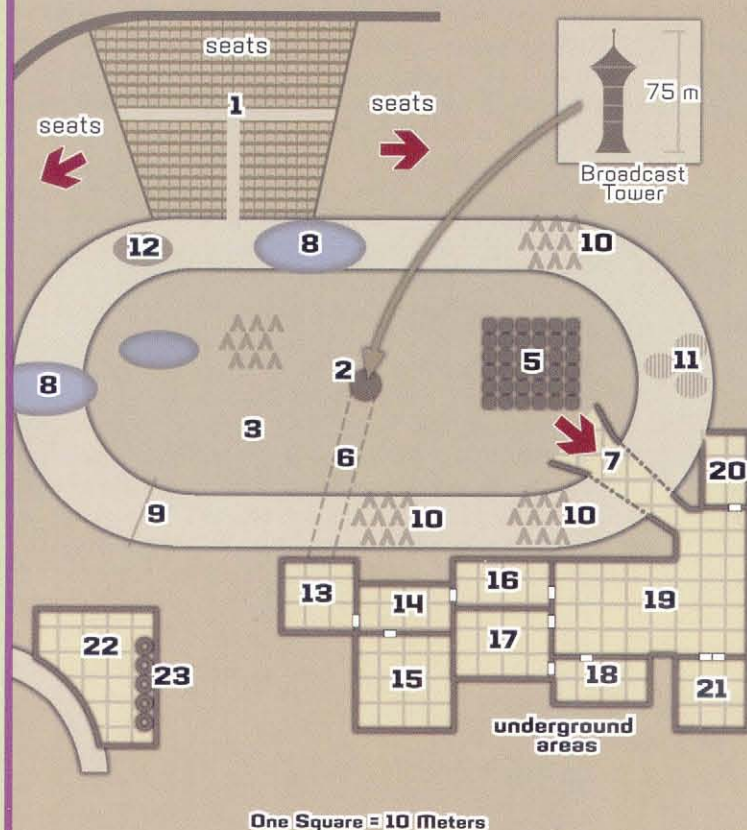 seats
1
seats
seats
75 m
Broadcast
Tower
12
8
10
5
11
2
8
3
6
7
20
9
10
10
13
14
16
19
17
15
18
21
22
23
underground
areas
One Square = 10 Meters